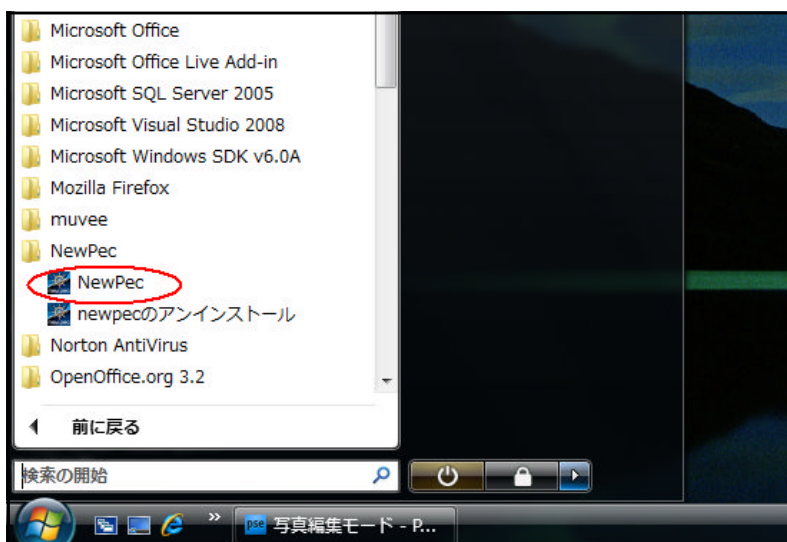 Microsoft Office
Microsoft Office Live Add-in
Microsoft SQL Server 2005
Microsoft Visual Studio 2008
Microsoft Windows SDK v6.0A
Mozilla Firefox
muvee
NewPec
NewPec
newpecのアンインストール
Norton AntiVirus
OpenOffice.org 3.2
前に戻る
検索の開始
pse 写真編集モード - P...